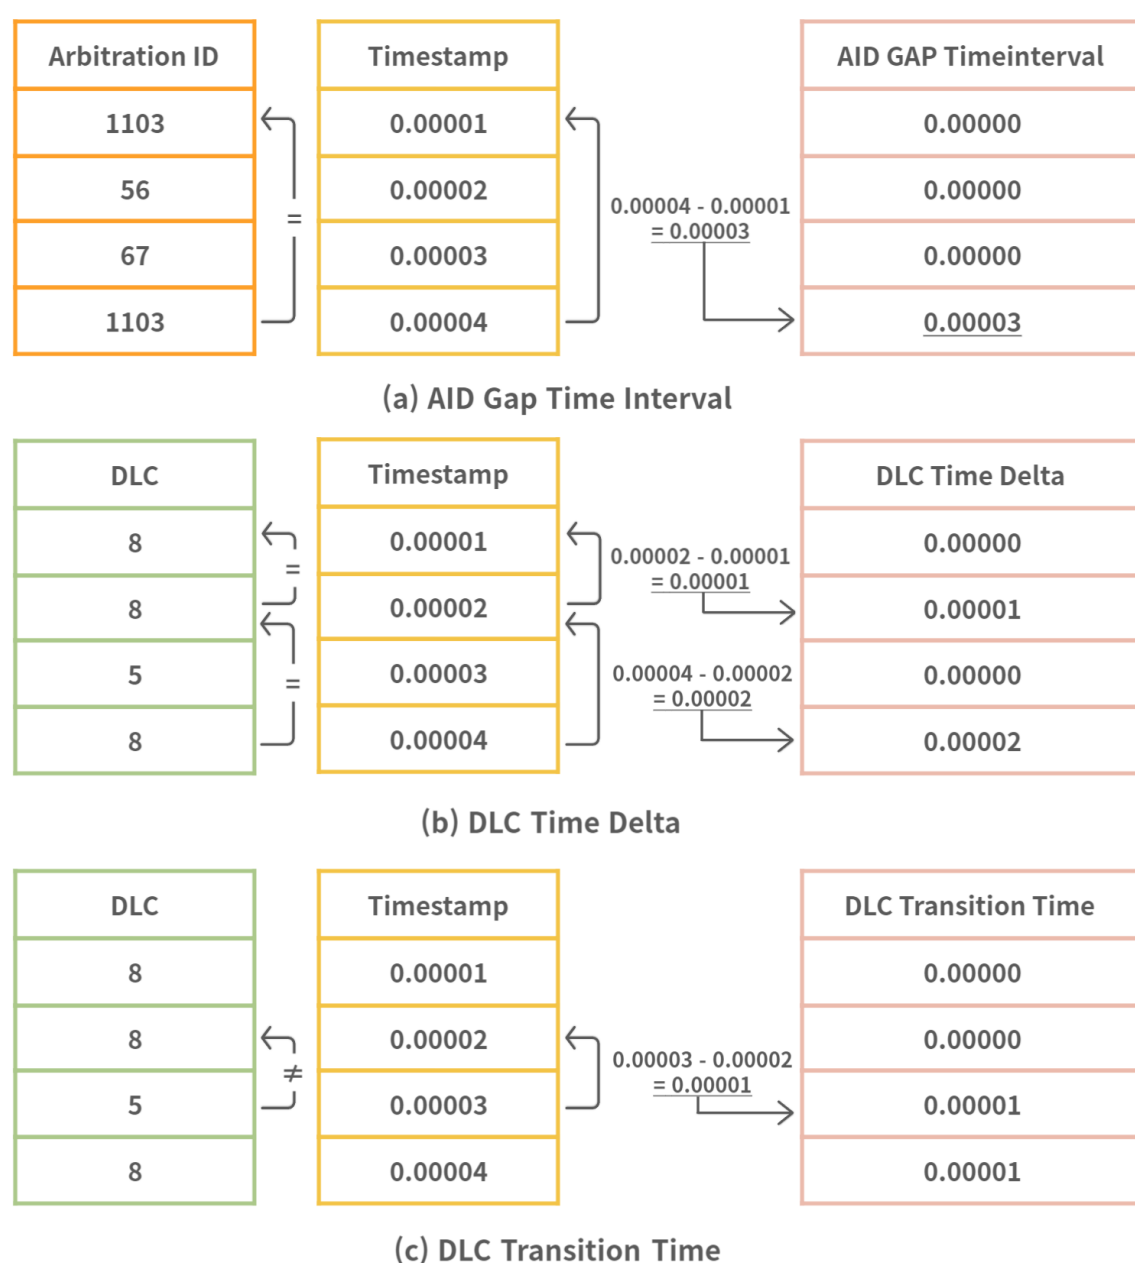 Arbitration ID Timestamp AID GAP Timeinterval
1103 0.00001 0.00000
56 0.00002 0.00000
0.00004 - 0.00001
=
= 0.00003
67 0.00003 0.00000
1103 0.00004 0.00003
(a) AID Gap Time Interval
DLC Timestamp DLC Time Delta
8 0.00001 0.00000
0.00002 - 0.00001
=
= 0.00001
8 0.00002 0.00001
5 0.00003 0.00000
0.00004 - 0.00002
=
= 0.00002
8 0.00004 0.00002
(b) DLC Time Delta
DLC Timestamp DLC Transition Time
8 0.00001 0.00000
8 0.00002 0.00000
0.00003 - 0.00002
≠
= 0.00001
5 0.00003 0.00001
8 0.00004 0.00001
(c) DLC Transition Time